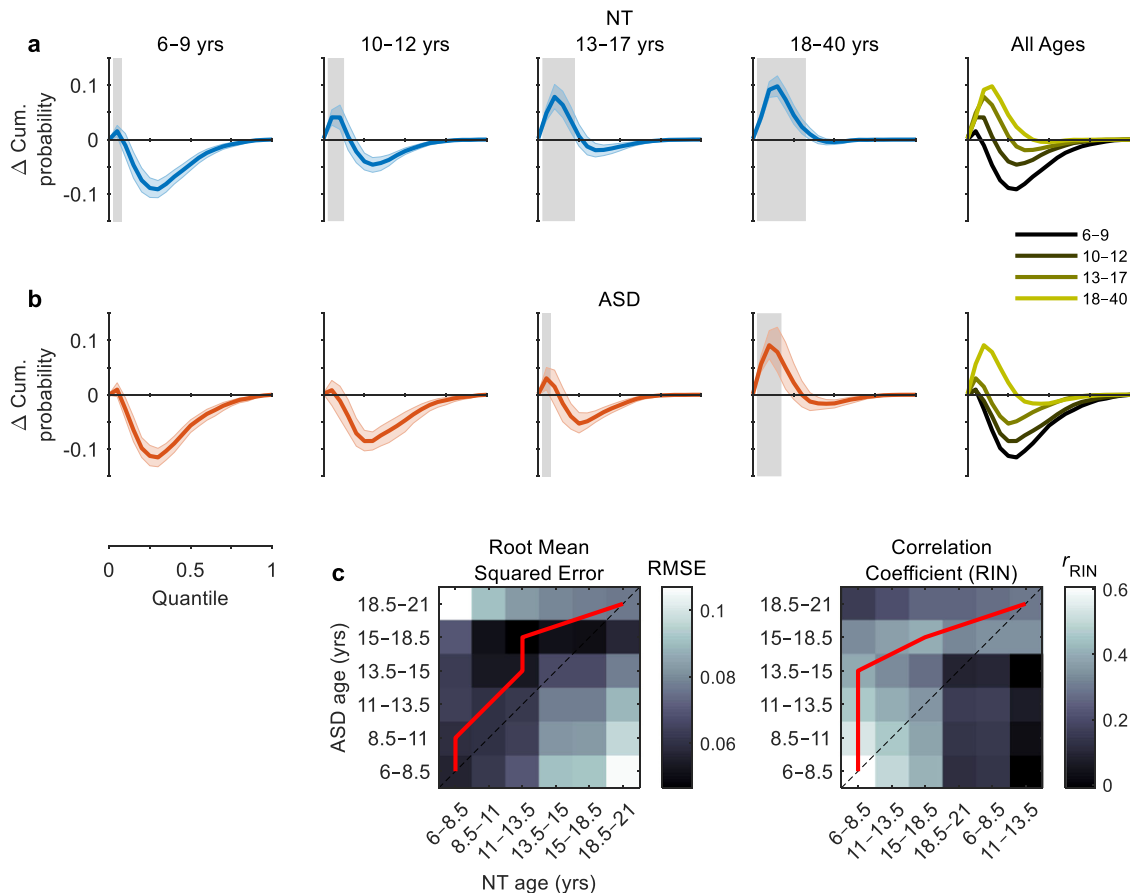 NT
a
6–9 yrs
10–12 yrs
13–17 yrs
18–40 yrs
All Ages
Δ Cum.
probability
0.1
0
-0.1
6–9
10–12
13–17
18–40
b
ASD
Δ Cum.
probability
0.1
0
-0.1
0
0.5
1
Quantile
c
Root Mean
Squared Error
RMSE
ASD age (yrs)
18.5–21
15–18.5
13.5–15
11–13.5
8.5–11
6–8.5
6–8.5
8.5–11
11–13.5
13.5–15
15–18.5
18.5–21
NT age (yrs)
0.1
0.08
0.06
Correlation
Coefficient (RIN)
rRIN
18.5–21
15–18.5
13.5–15
11–13.5
8.5–11
6–8.5
6–8.5
11–13.5
15–18.5
18.5–21
6–8.5
11–13.5
0.6
0.4
0.2
0